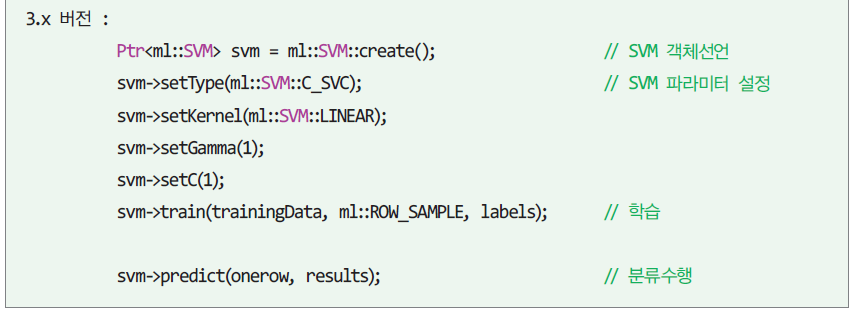 3.x 버전 :
Ptr<ml::SVM> svm = ml::SVM::create(); // SVM 객체선언
svm->setType(ml::SVM::C_SVC); // SVM 파라미터 설정
svm->setKernel(ml::SVM::LINEAR);
svm->setGamma(1);
svm->setC(1);
svm->train(trainingData, ml::ROW_SAMPLE, labels); // 학습
svm->predict(onerow, results); // 분류수행